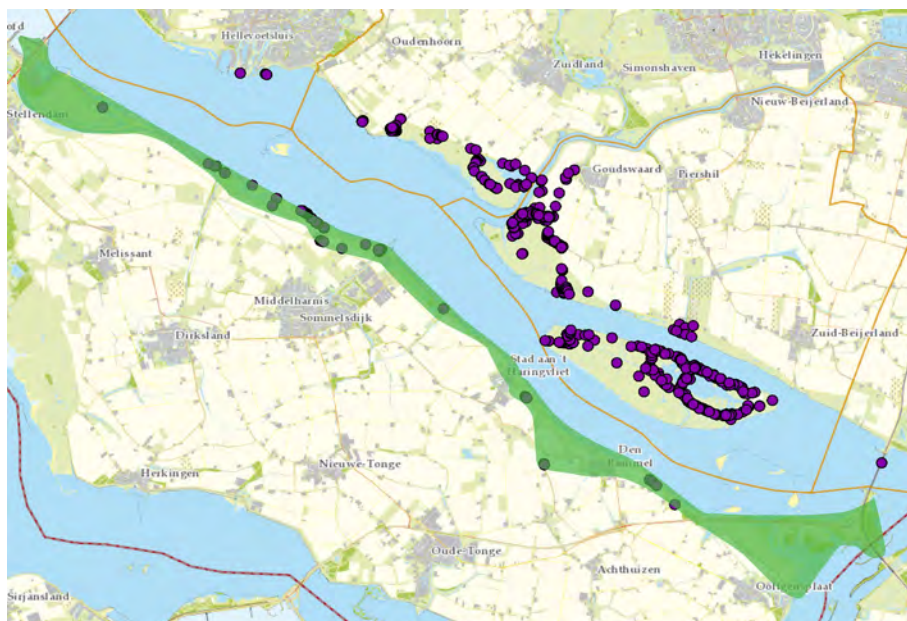 Hellevoetsluis
Oudenhoorn
Zuidland
Simonshaven
Hekelingen
Nieuw-Beijerland
Stellendam
Goudswaard
Piershil
Melissant
Middelharnis
Sommelsdijk
Dirksland
Zuid-Beijerland
Stad aan 't
Haringvliet
Herkingen
Nieuwe-Tonge
Den
Bommel
Oude-Tonge
Achthuizen
Ooltgensplaat
Sirjansland